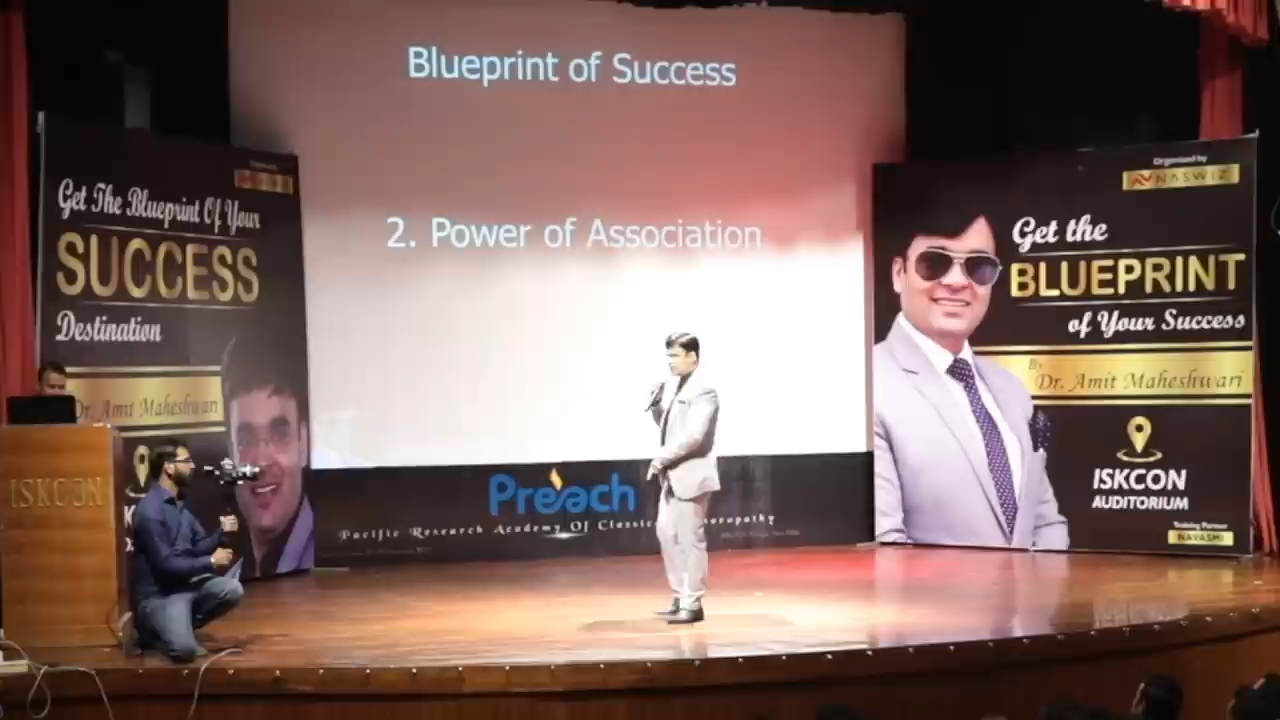 Blueprint of Success
2. Power of Association
Get The Blueprint Of Your
SUCCESS
Destination
Dr. Amit Maheshwari
ISKCON
Preach
Pacific Research Academy Of
Organized by
NASWIZ
Get the
BLUEPRINT
of Your Success
By
Dr. Amit Maheshwari
ISKCON
AUDITORIUM
Training Partner
NAVASHI